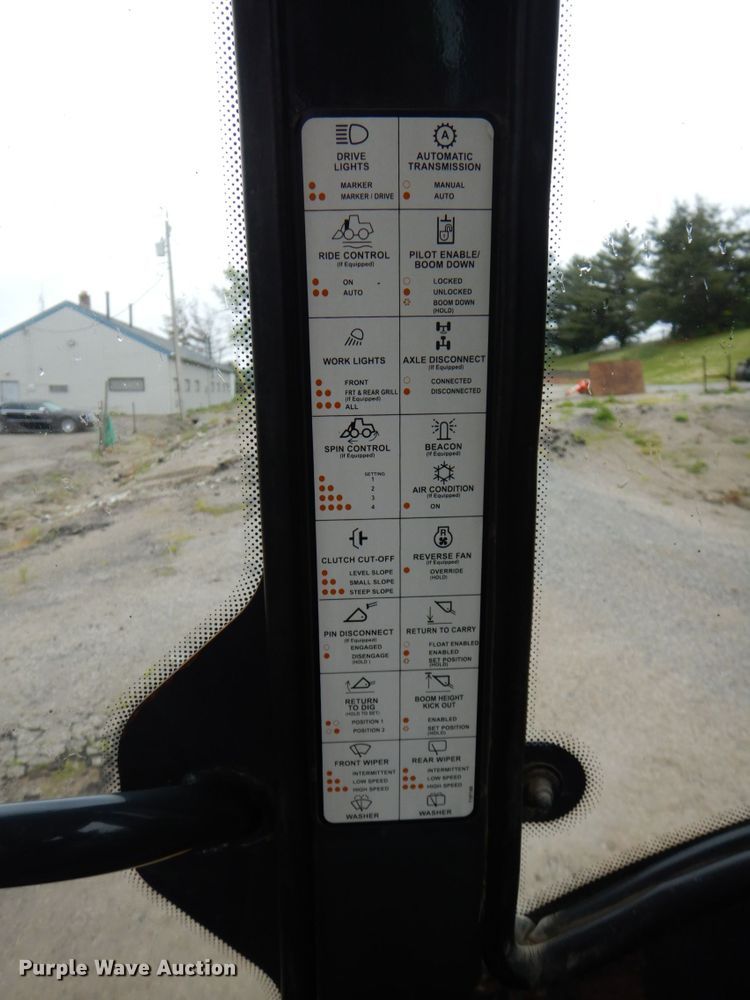 DRIVE
LIGHTS
MARKER
MARKER / DRIVE
A
AUTOMATIC
TRANSMISSION
MANUAL
AUTO
RIDE CONTROL
(If Equipped)
ON
AUTO
PILOT ENABLE/
BOOM DOWN
LOCKED
UNLOCKED
BOOM DOWN
(HOLD)
WORK LIGHTS
FRONT
FRT & REAR GRILL
(If Equipped)
ALL
AXLE DISCONNECT
(If Equipped)
CONNECTED
DISCONNECTED
SPIN CONTROL
(If Equipped)
SETTING
1
2
3
4
BEACON
(If Equipped)
AIR CONDITION
(If Equipped)
ON
CLUTCH CUT-OFF
LEVEL SLOPE
SMALL SLOPE
STEEP SLOPE
R
REVERSE FAN
(If Equipped)
OVERRIDE
(HOLD)
PIN DISCONNECT
(If Equipped)
ENGAGED
DISENGAGE
(HOLD)
RETURN TO CARRY
FLOAT ENABLED
ENABLED
SET POSITION
(HOLD)
RETURN
TO DIG
(HOLD TO SET)
POSITION 1
POSITION 2
BOOM HEIGHT
KICK OUT
ENABLED
SET POSITION
(HOLD)
FRONT WIPER
INTERMITTENT
LOW SPEED
HIGH SPEED
WASHER
REAR WIPER
INTERMITTENT
LOW SPEED
HIGH SPEED
WASHER
Purple Wave Auction